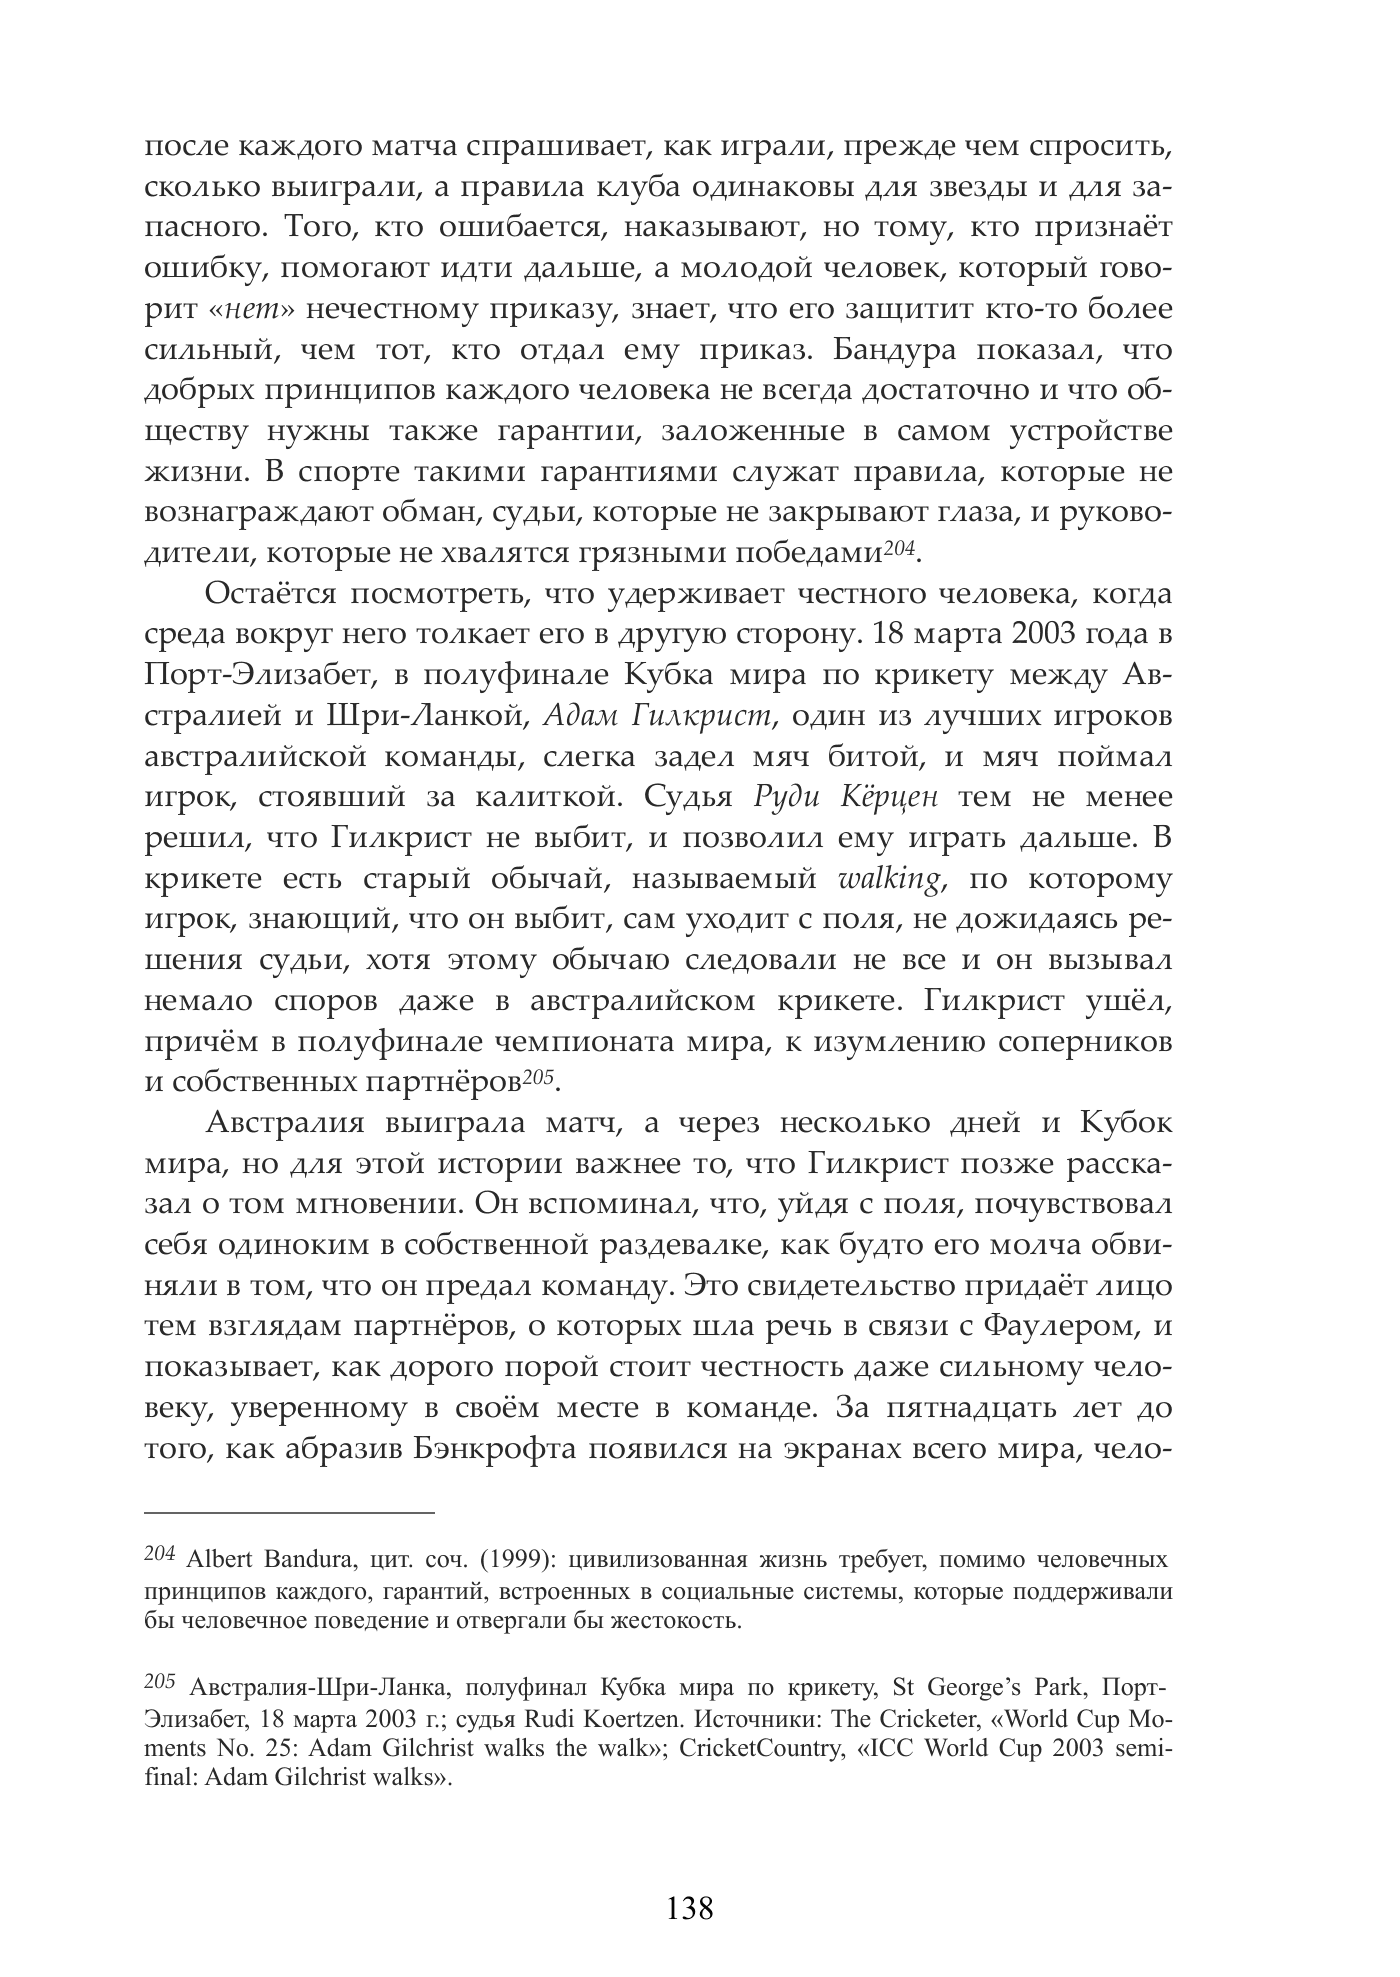 после каждого матча спрашивает, как играли, прежде чем спросить,
сколько выиграли, а правила клуба одинаковы для звезды и для за-
пасного. Того, кто ошибается, наказывают, но тому, кто признаёт
ошибку, помогают идти дальше, а молодой человек, который гово-
рит «нет» нечестному приказу, знает, что его защитит кто-то более
сильный, чем тот, кто отдал ему приказ. Бандура показал, что
добрых принципов каждого человека не всегда достаточно и что об-
ществу нужны также гарантии, заложенные в самом устройстве
жизни. В спорте такими гарантиями служат правила, которые не
вознаграждают обман, судьи, которые не закрывают глаза, и руково-
дители, которые не хвалятся грязными победами204.
Остаётся посмотреть, что удерживает честного человека, когда
среда вокруг него толкает его в другую сторону. 18 марта 2003 года в
Порт-Элизабет, в полуфинале Кубка мира по крикету между Ав-
стралией и Шри-Ланкой, Адам Гилкрист, один из лучших игроков
австралийской команды, слегка задел мяч битой, и мяч поймал
игрок, стоявший за калиткой. Судья Руди Кёрцен тем не менее
решил, что Гилкрист не выбит, и позволил ему играть дальше. В
крикете есть старый обычай, называемый walking, по которому
игрок, знающий, что он выбит, сам уходит с поля, не дожидаясь ре-
шения судьи, хотя этому обычаю следовали не все и он вызывал
немало споров даже в австралийском крикете. Гилкрист ушёл,
причём в полуфинале чемпионата мира, к изумлению соперников
и собственных партнёров205.
Австралия выиграла матч, а через несколько дней и Кубок
мира, но для этой истории важнее то, что Гилкрист позже расска-
зал о том мгновении. Он вспоминал, что, уйдя с поля, почувствовал
себя одиноким в собственной раздевалке, как будто его молча обви-
няли в том, что он предал команду. Это свидетельство придаёт лицо
тем взглядам партнёров, о которых шла речь в связи с Фаулером, и
показывает, как дорого порой стоит честность даже сильному чело-
веку, уверенному в своём месте в команде. За пятнадцать лет до
того, как абразив Бэнкрофта появился на экранах всего мира, чело-
204 Albert Bandura, цит. соч. (1999): цивилизованная жизнь требует, помимо человечных
принципов каждого, гарантий, встроенных в социальные системы, которые поддерживали
бы человечное поведение и отвергали бы жестокость.
205 Австралия-Шри-Ланка, полуфинал Кубка мира по крикету, St George’s Park, Порт-
Элизабет, 18 марта 2003 г.; судья Rudi Koertzen. Источники: The Cricketer, «World Cup Mo-
ments No. 25: Adam Gilchrist walks the walk»; CricketCountry, «ICC World Cup 2003 semi-
final: Adam Gilchrist walks».
138